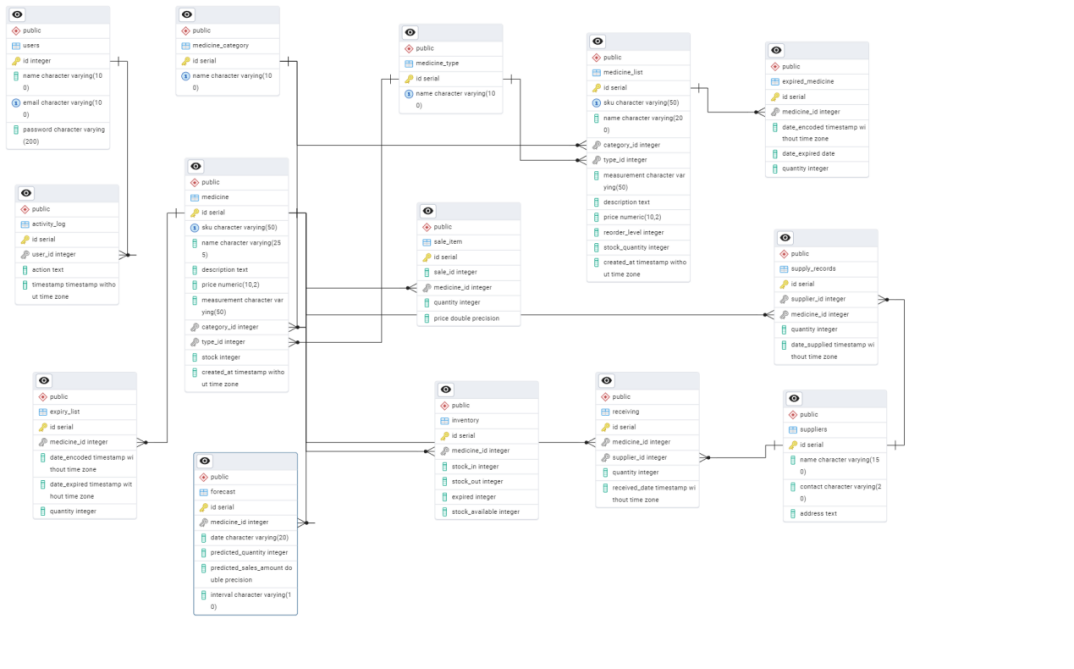 public
users
id integer
name character varying(10
0)
email character varying(10
0)
password character varying
(200)
public
medicine_category
id serial
name character varying(10
0)
public
medicine_type
id serial
name character varying(10
0)
public
medicine_list
id serial
sku character varying(50)
name character varying(20
0)
category_id integer
type_id integer
measurement character var
ying(50)
description text
price numeric(10,2)
reorder_level integer
stock_quantity integer
created_at timestamp witho
ut time zone
public
expired_medicine
id serial
medicine_id integer
date_encoded timestamp wi
thout time zone
date_expired date
quantity integer
public
activity_log
id serial
user_id integer
action text
timestamp timestamp witho
ut time zone
public
medicine
id serial
sku character varying(50)
name character varying(25
5)
description text
price numeric(10,2)
measurement character var
ying(50)
category_id integer
type_id integer
stock integer
created_at timestamp witho
ut time zone
public
sale_item
id serial
sale_id integer
medicine_id integer
quantity integer
price double precision
public
supply_records
id serial
supplier_id integer
medicine_id integer
quantity integer
date_supplied timestamp wi
thout time zone
public
expiry_list
id serial
medicine_id integer
date_encoded timestamp wi
thout time zone
date_expired timestamp wit
hout time zone
quantity integer
public
forecast
id serial
medicine_id integer
date character varying(20)
predicted_quantity integer
predicted_sales_amount do
uble precision
interval character varying(1
0)
public
inventory
id serial
medicine_id integer
stock_in integer
stock_out integer
expired integer
stock_available integer
public
receiving
id serial
medicine_id integer
supplier_id integer
quantity integer
received_date timestamp wi
thout time zone
public
suppliers
id serial
name character varying(15
0)
contact character varying(2
0)
address text